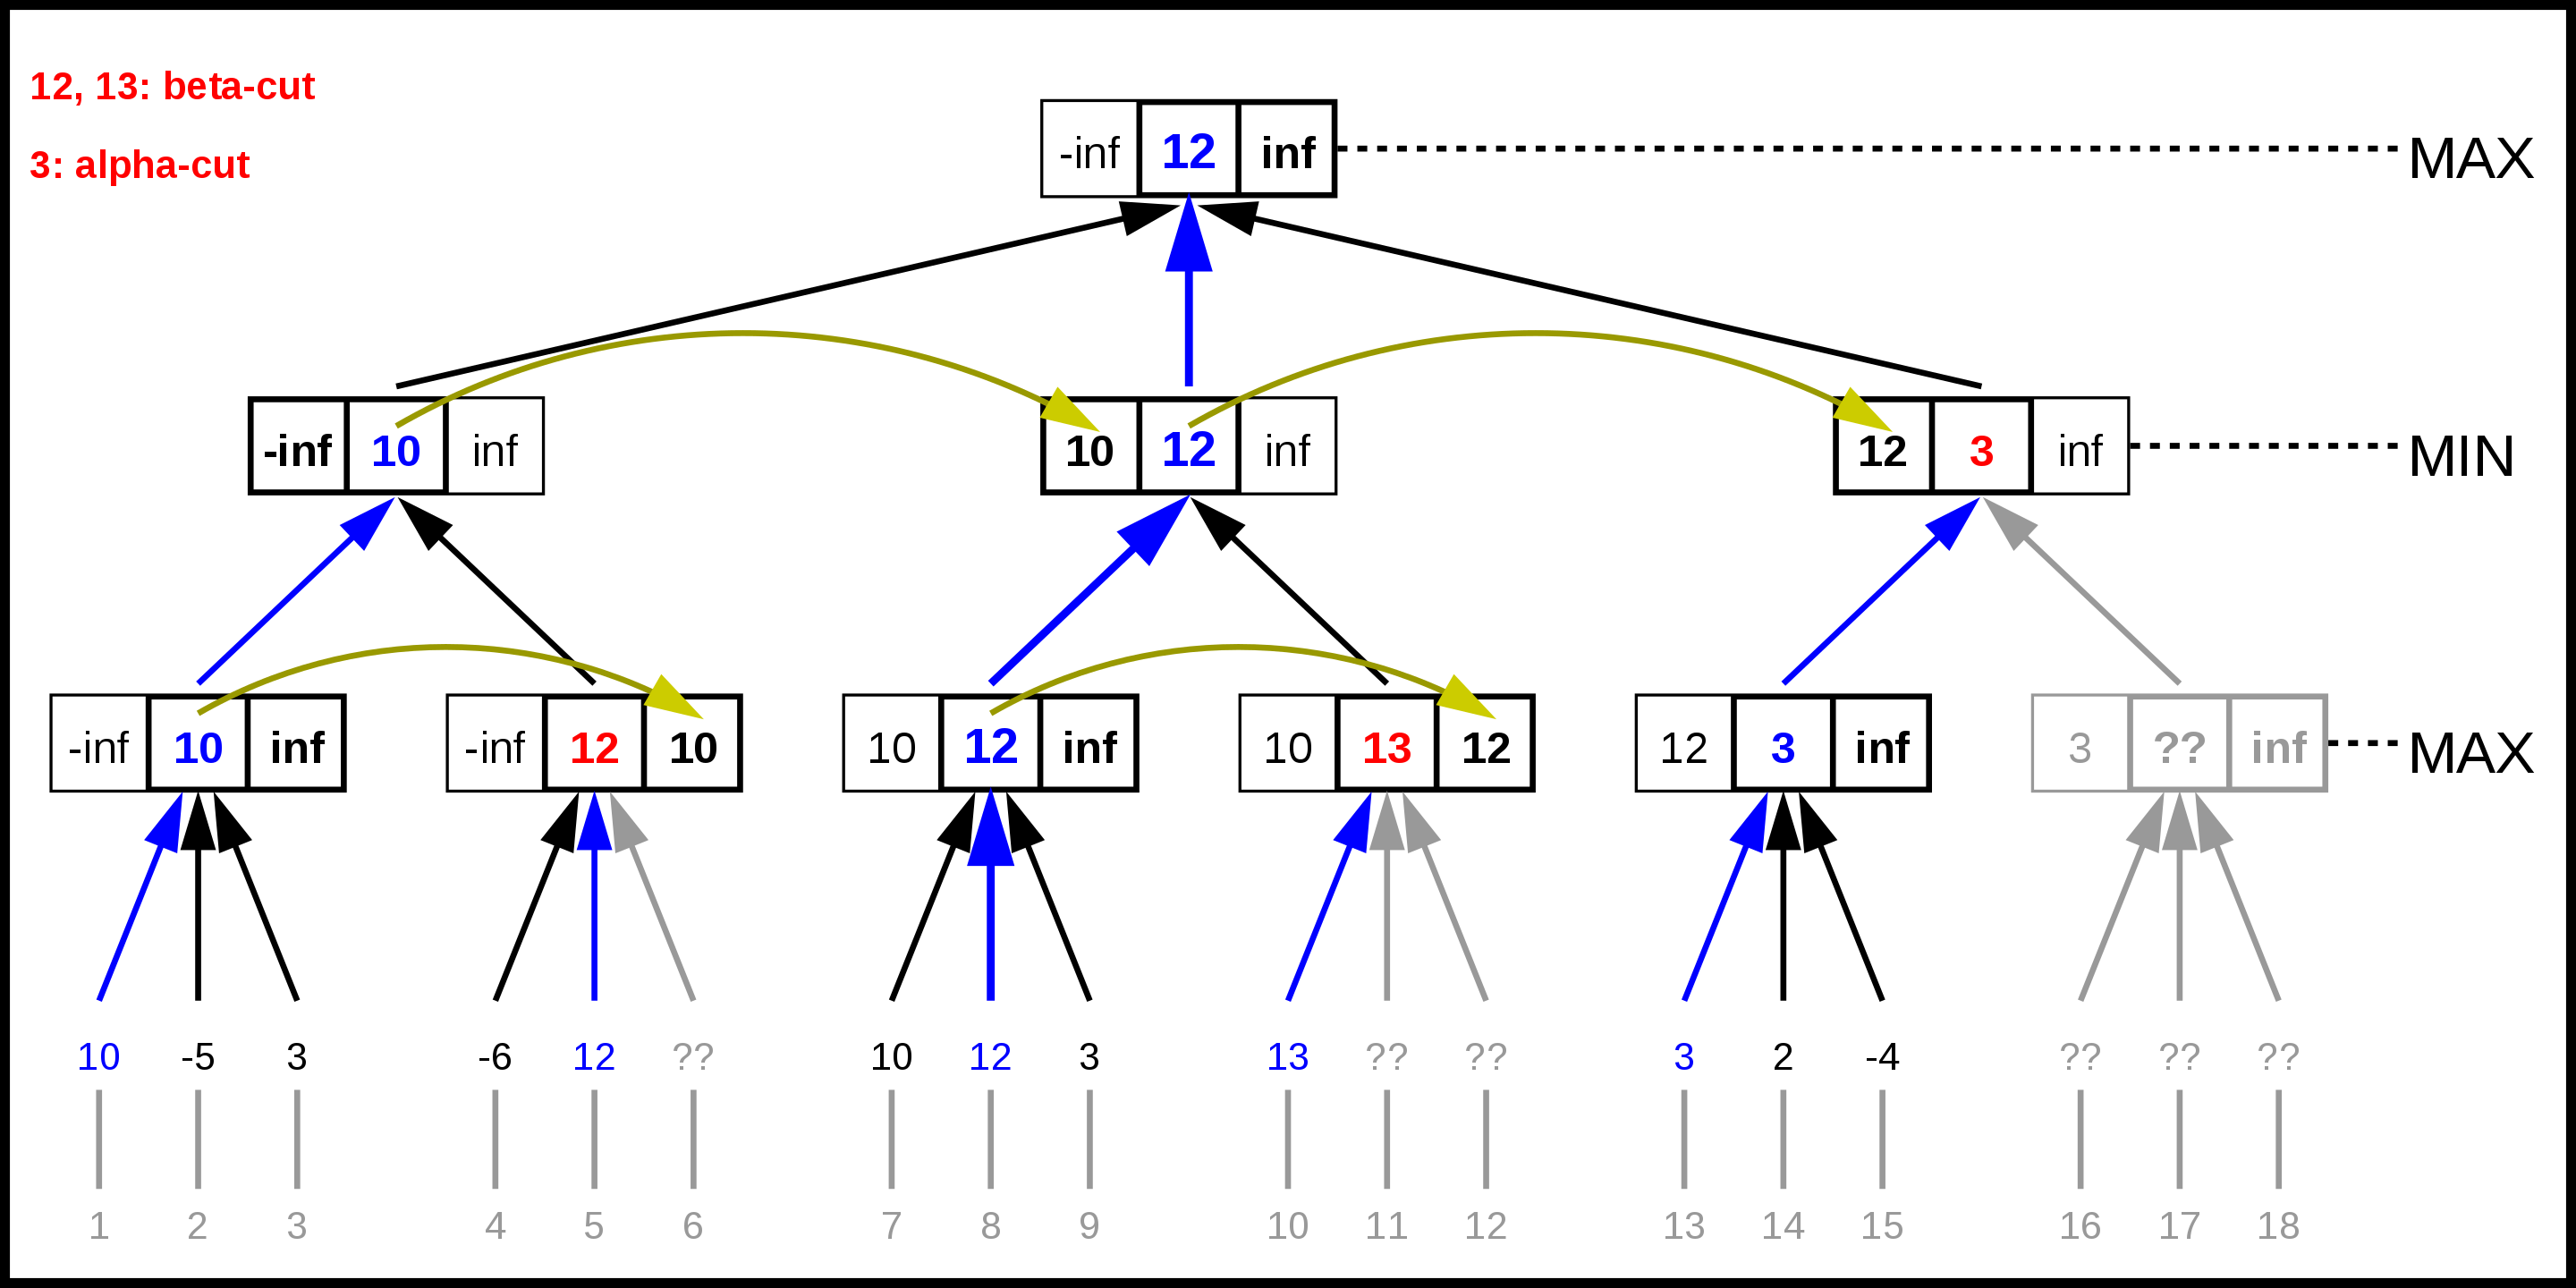 12, 13: beta-cut
3: alpha-cut
-inf 12 inf MAX
-inf 10 inf 10 12 inf 12 3 inf MIN
-inf 10 inf -inf 12 10 10 12 inf 10 13 12 12 3 inf 3 ?? inf MAX
10 -5 3 -6 12 ?? 10 12 3 13 ?? ?? 3 2 -4 ?? ?? ??
1 2 3 4 5 6 7 8 9 10 11 12 13 14 15 16 17 18